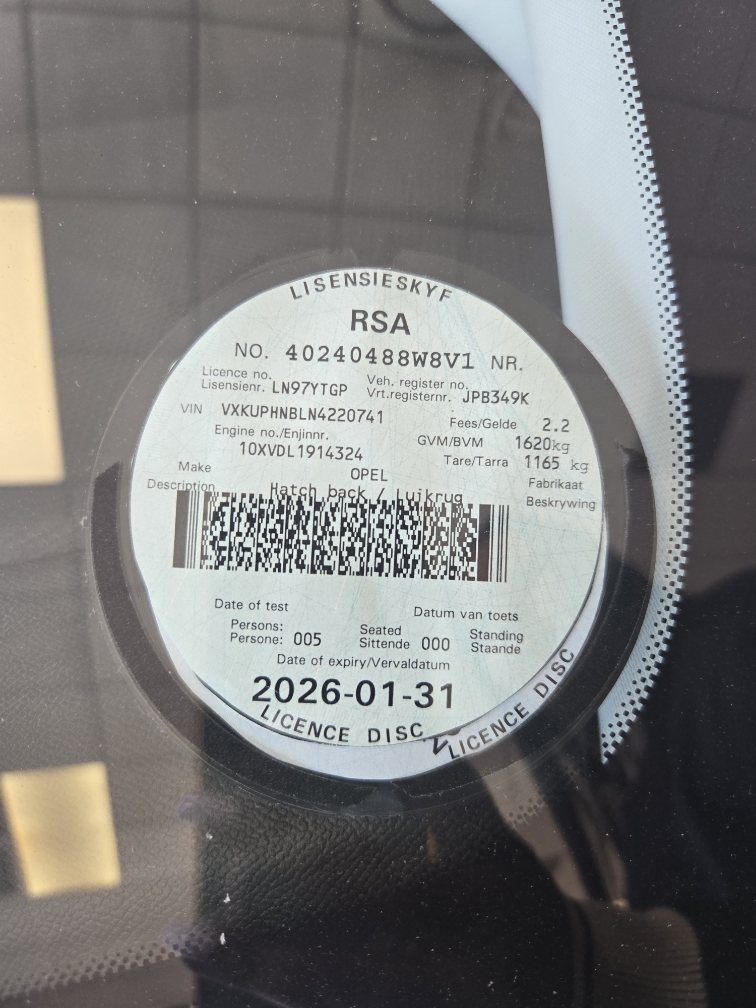 LISENSIESKYF
RSA
NO. 40240488W8V1 NR.
Licence no. Veh. register no.
Lisensienr. LN97YTGP Vrt.registernr. JPB349K
VIN VXKUPHNBLN4220741
Fees/Gelde 2.2
Engine no./Enjinnr. GVM/BVM 1620kg
10XVDL1914324 Tare/Tarra 1165 kg
Make OPEL Fabrikaat
Description Hatch back / Luikrug Beskrywing
Date of test Datum van toets
Persons: Seated Standing
Persone: 005 Sittende 000 Staande
Date of expiry/Vervaldatum
2026-01-31
LICENCE DISC
LICENCE DISC